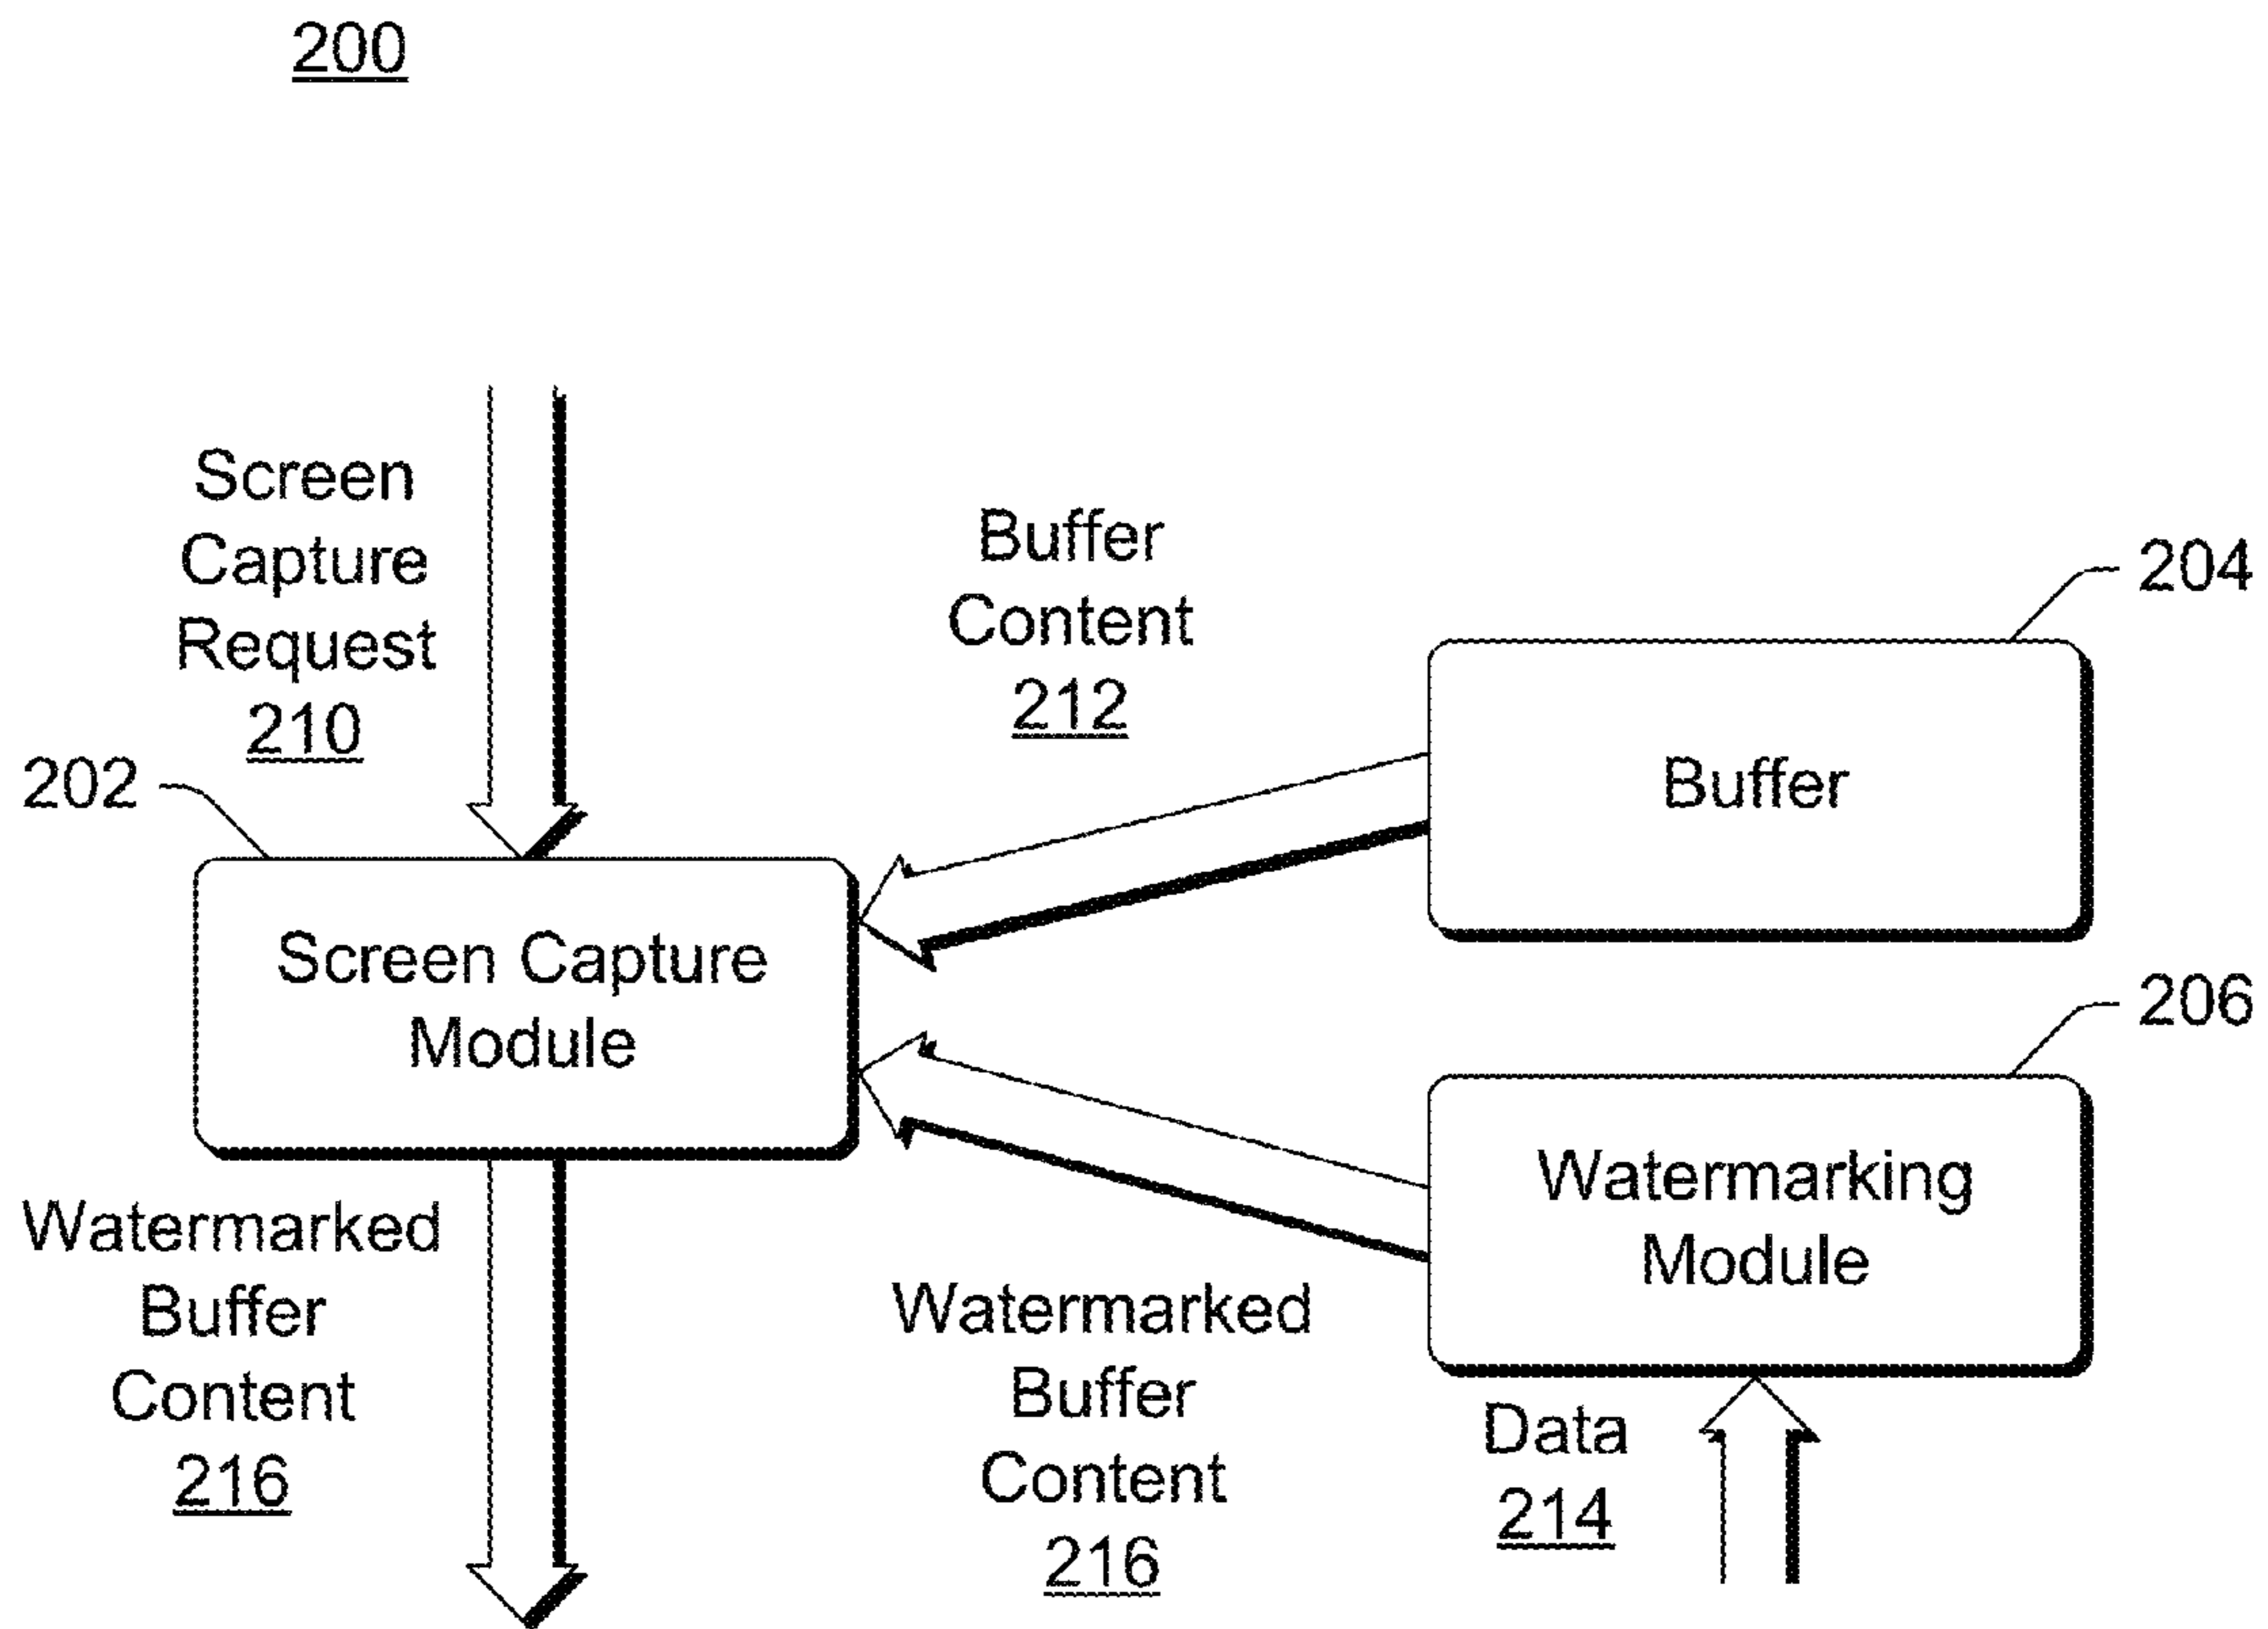 200
Screen
Capture
Request
210
Buffer
Content
212
204
Buffer
202
Screen Capture
Module
206
Watermarking
Module
Watermarked
Buffer
Content
216
Watermarked
Buffer
Content
216
Data
214